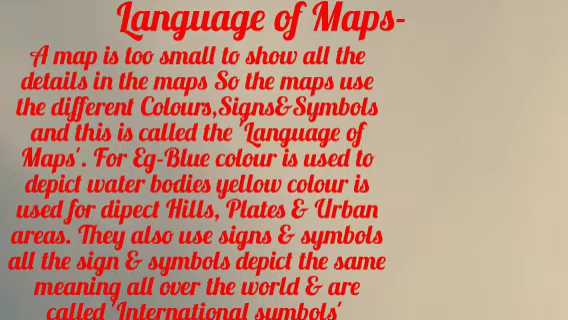 Language of Maps-
A map is too small to show all the
details in the maps So the maps use
the different Colours,Signs&Symbols
and this is called the 'Language of
Maps'. For Eg-Blue colour is used to
depict water bodies yellow colour is
used for dipect Hills, Plates & Urban
areas. They also use signs & symbols
all the sign & symbols depict the same
meaning all over the world & are
called 'International symbols'